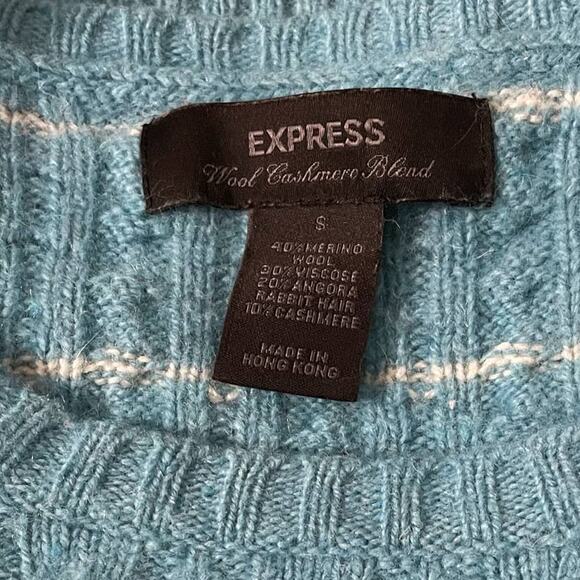 EXPRESS
Wool Cashmere Blend
S
40% MERINO
WOOL
30% VISCOSE
20% ANGORA
RABBIT HAIR
10% CASHMERE
MADE IN
HONG KONG